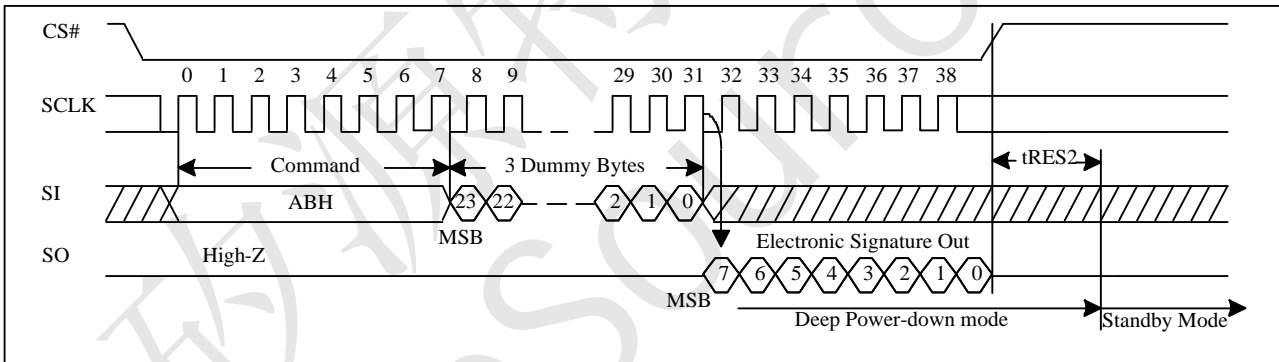 CS#
0 1 2 3 4 5 6 7 8 9 29 30 31 32 33 34 35 36 37 38
SCLK
Command 3 Dummy Bytes tRES2
SI ABH 23 22 2 1 0
MSB
SO High-Z Electronic Signature Out
7 6 5 4 3 2 1 0
MSB
Deep Power-down mode Standby Mode